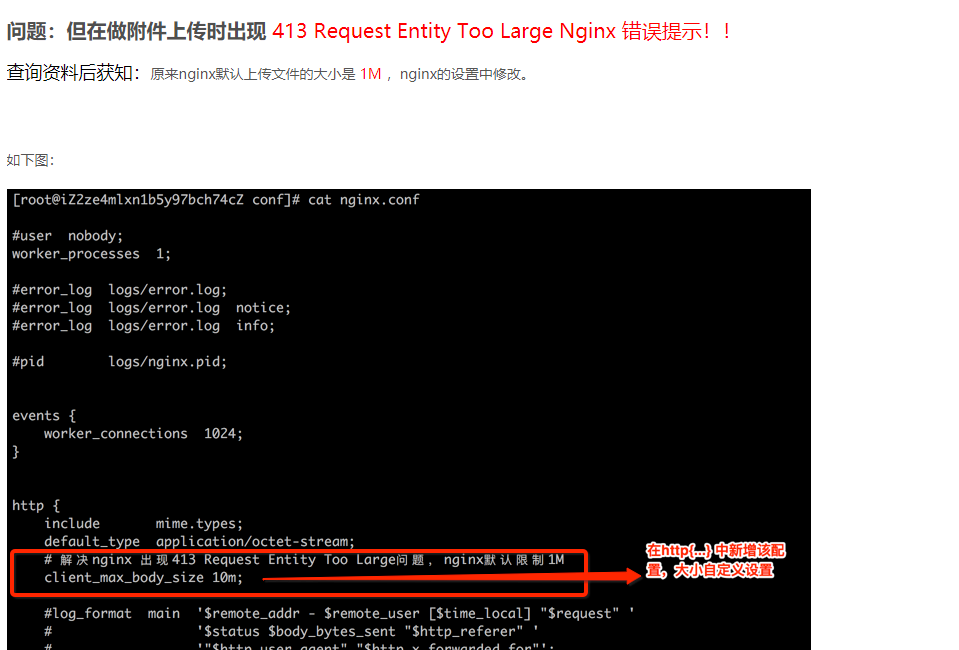 问题：但在做附件上传时出现 413 Request Entity Too Large Nginx 错误提示！！
查询资料后获知：原来nginx默认上传文件的大小是 1M ，nginx的设置中修改。
如下图：
[root@iZ2ze4mlxn1b5y97bch74cZ conf]# cat nginx.conf
#user  nobody;
worker_processes  1;
#error_log  logs/error.log;
#error_log  logs/error.log  notice;
#error_log  logs/error.log  info;
#pid        logs/nginx.pid;
events {
    worker_connections  1024;
}
http {
    include       mime.types;
    default_type  application/octet-stream;
    # 解决nginx 出现413 Request Entity Too Large问题，nginx默认限制1M
    client_max_body_size 10m;
在http{...} 中新增该配
置，大小自定义设置
    #log_format  main  '$remote_addr - $remote_user [$time_local] "$request" '
    #                  '$status $body_bytes_sent "$http_referer" '
    #                  '"$http_user_agent" "$http_x_forwarded_for"';